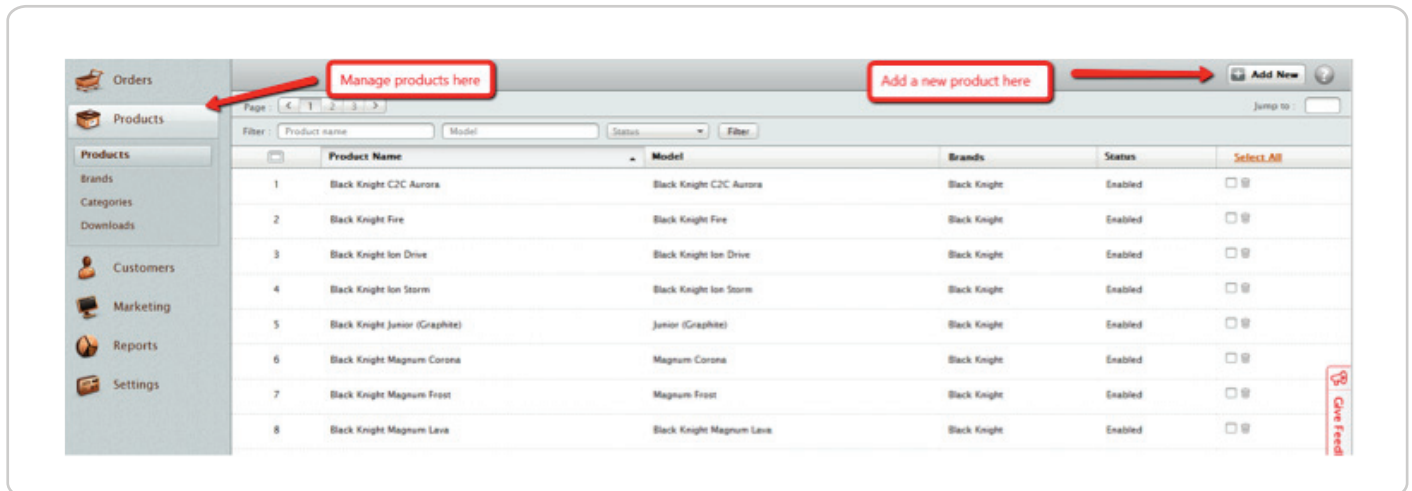 Orders
Manage products here
Add a new product here
Add New
?
Products
Page : < 1 2 3 >
Jump to :
Filter : Product name Model Status Filter
Products
Brands
Categories
Downloads
Customers
Marketing
Reports
Settings
Product Name Model Brands Status Select All
1 Black Knight C2C Aurora Black Knight C2C Aurora Black Knight Enabled
2 Black Knight Fire Black Knight Fire Black Knight Enabled
3 Black Knight Ion Drive Black Knight Ion Drive Black Knight Enabled
4 Black Knight Ion Storm Black Knight Ion Storm Black Knight Enabled
5 Black Knight Junior (Graphite) Junior (Graphite) Black Knight Enabled
6 Black Knight Magnum Corona Magnum Corona Black Knight Enabled
7 Black Knight Magnum Frost Magnum Frost Black Knight Enabled
8 Black Knight Magnum Lava Black Knight Magnum Lava Black Knight Enabled
Give Feed